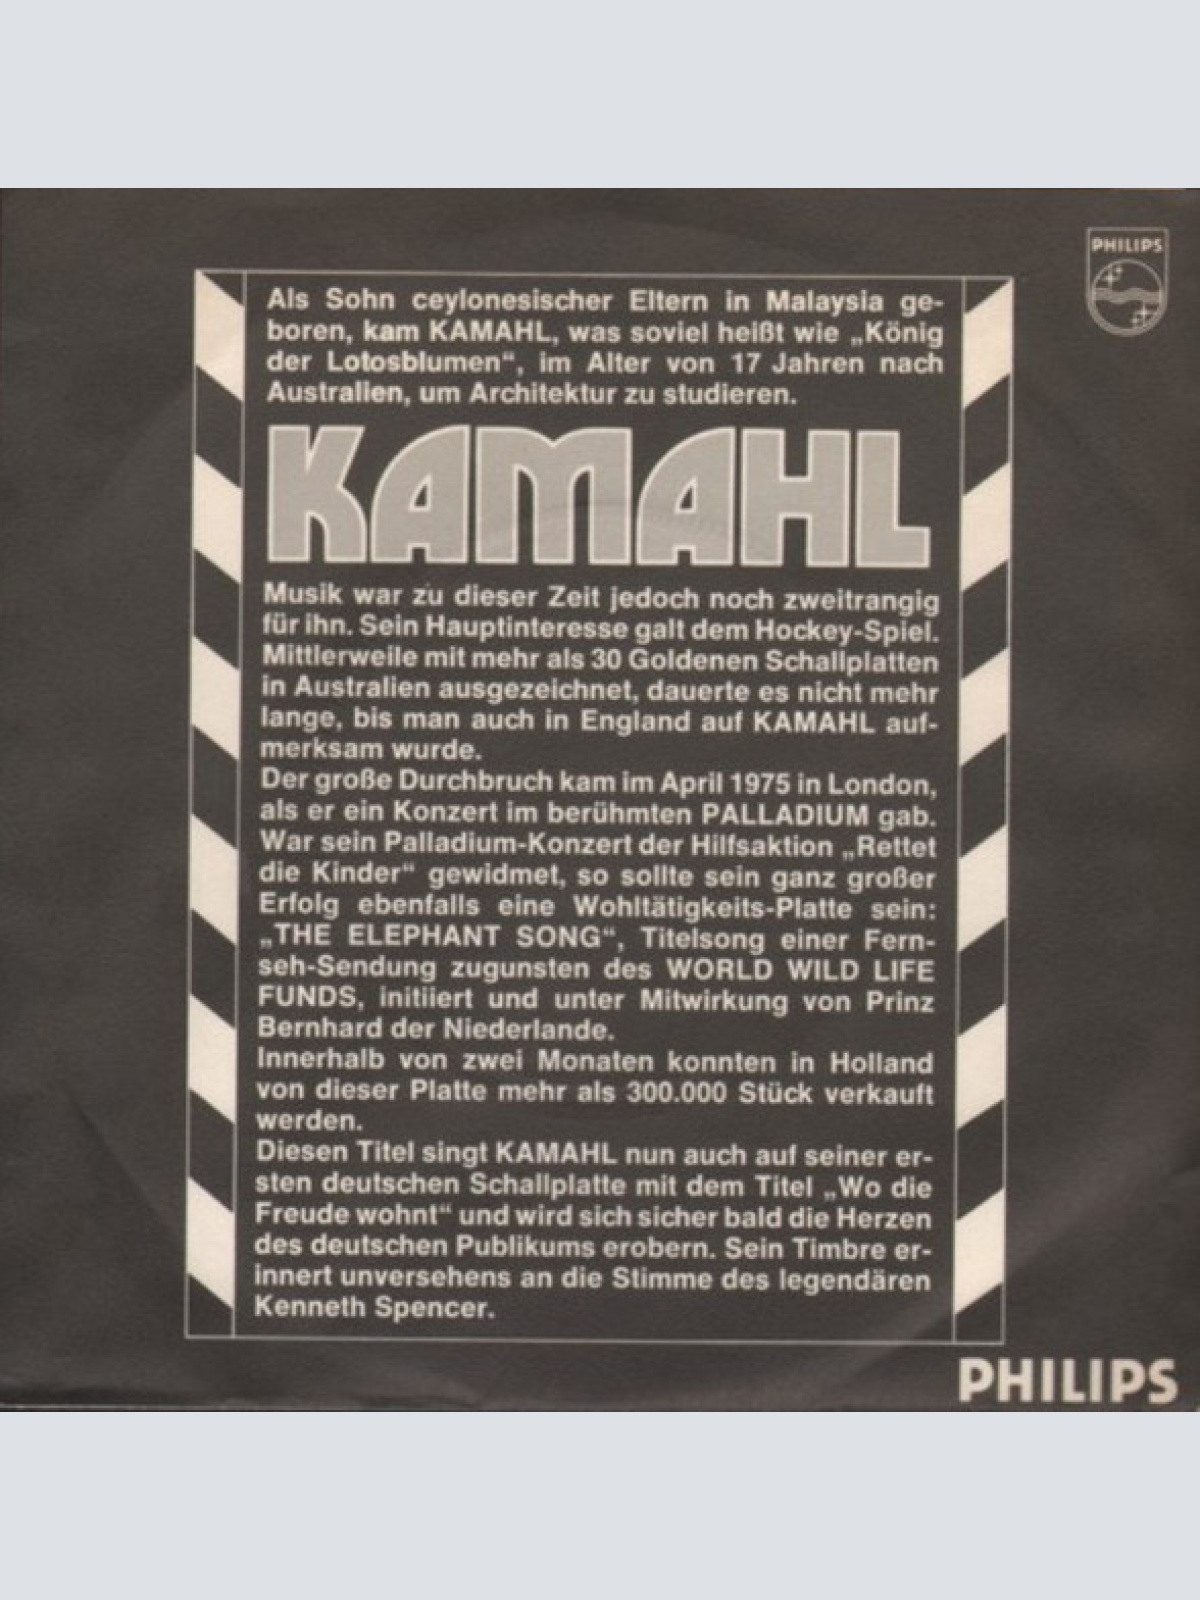 PHILIPS
Als Sohn ceylonesischer Eltern in Malaysia ge-
boren, kam KAMAHL, was soviel heißt wie „König
der Lotosblumen“, im Alter von 17 Jahren nach
Australien, um Architektur zu studieren.
KAMAHL
Musik war zu dieser Zeit jedoch noch zweitrangig
für ihn. Sein Hauptinteresse galt dem Hockey-Spiel.
Mittlerweile mit mehr als 30 Goldenen Schallplatten
in Australien ausgezeichnet, dauerte es nicht mehr
lange, bis man auch in England auf KAMAHL auf-
merksam wurde.
Der große Durchbruch kam im April 1975 in London,
als er ein Konzert im berühmten PALLADIUM gab.
War sein Palladium-Konzert der Hilfsaktion „Rettet
die Kinder“ gewidmet, so sollte sein ganz großer
Erfolg ebenfalls eine Wohltätigkeits-Platte sein:
„THE ELEPHANT SONG“, Titelsong einer Fern-
seh-Sendung zugunsten des WORLD WILD LIFE
FUNDS, initiiert und unter Mitwirkung von Prinz
Bernhard der Niederlande.
Innerhalb von zwei Monaten konnten in Holland
von dieser Platte mehr als 300.000 Stück verkauft
werden.
Diesen Titel singt KAMAHL nun auch auf seiner er-
sten deutschen Schallplatte mit dem Titel „Wo die
Freude wohnt“ und wird sich sicher bald die Herzen
des deutschen Publikums erobern. Sein Timbre er-
innert unversehens an die Stimme des legendären
Kenneth Spencer.
PHILIPS